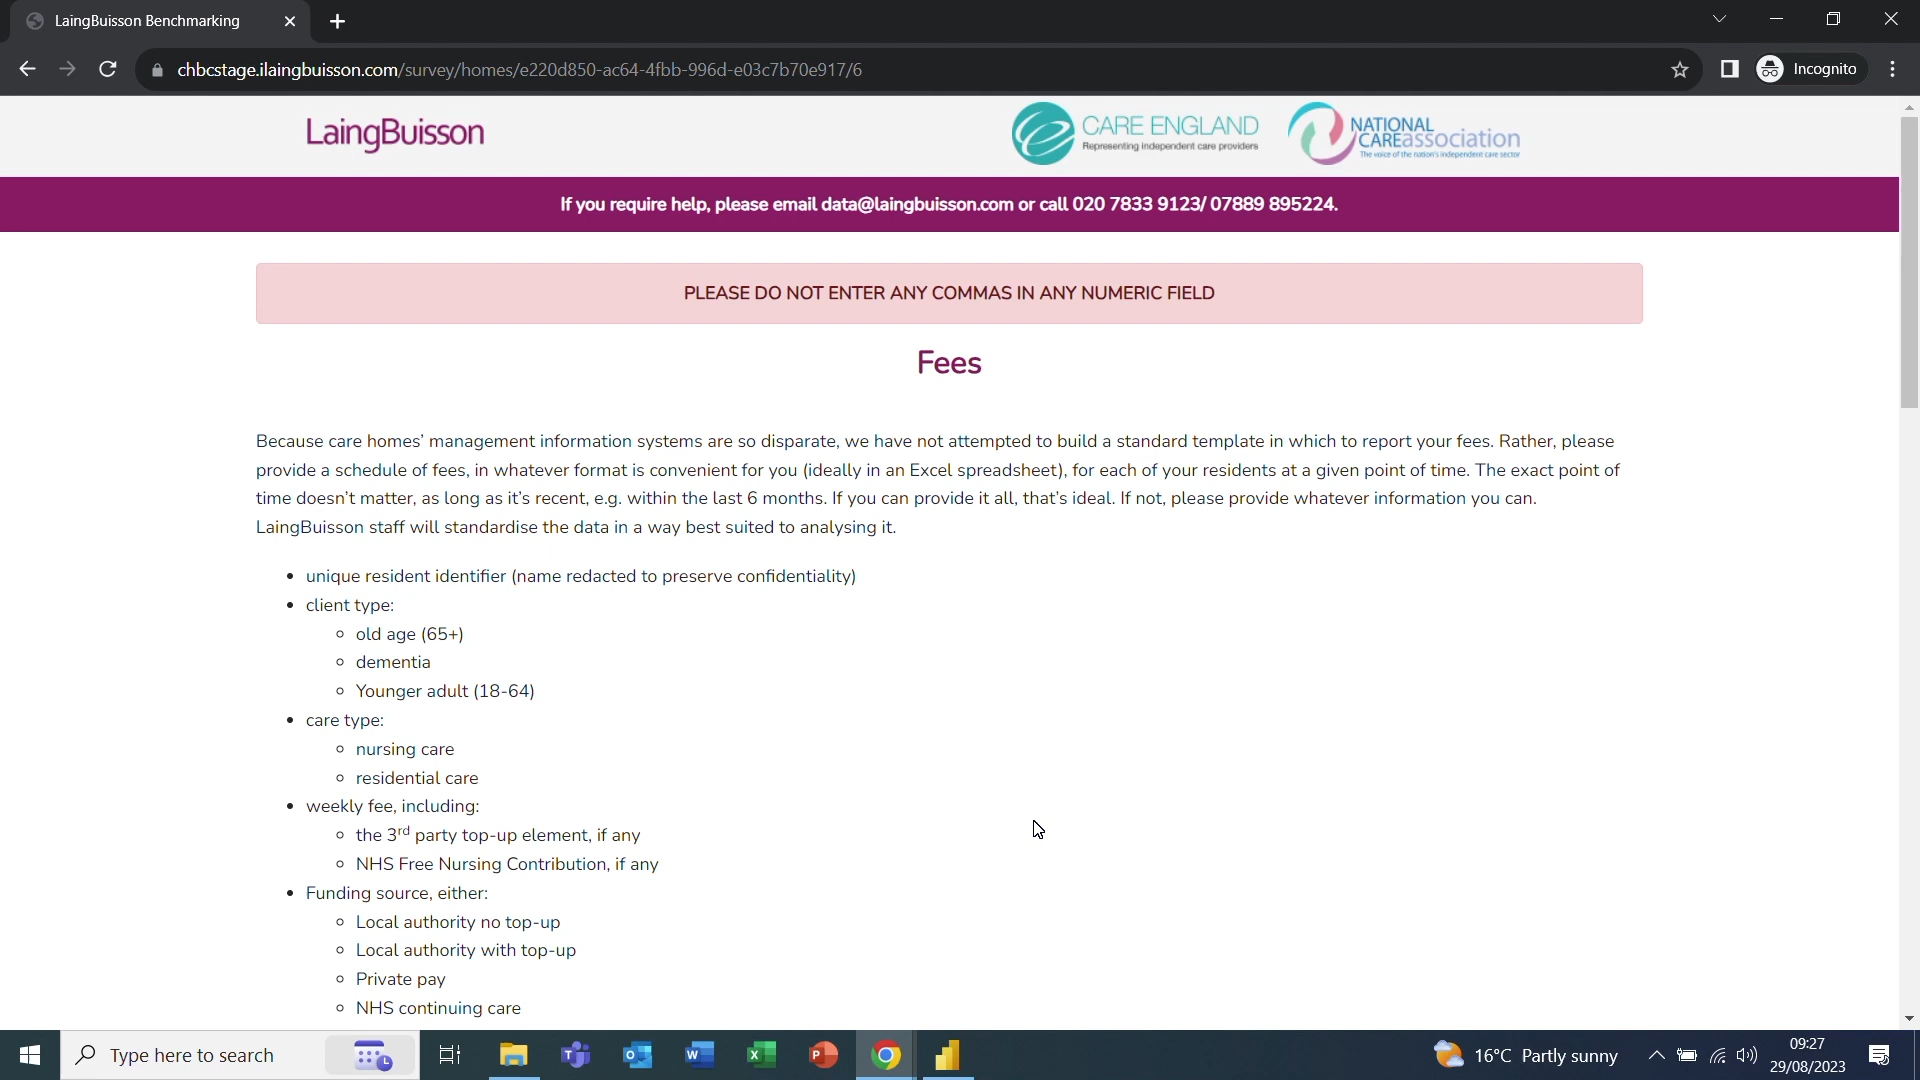 LaingBuisson Benchmarking
chbcstage.ilaingbuisson.com/survey/homes/e220d850-ac64-4fbb-996d-e03c7b70e917/6
Incognito
LaingBuisson
CARE ENGLAND
Representing independent care providers
NATIONAL
CAREassociation
The voice of the nation's independent care sector
If you require help, please email data@laingbuisson.com or call 020 7833 9123/ 07889 895224.
PLEASE DO NOT ENTER ANY COMMAS IN ANY NUMERIC FIELD
Fees
Because care homes' management information systems are so disparate, we have not attempted to build a standard template in which to report your fees. Rather, please
provide a schedule of fees, in whatever format is convenient for you (ideally in an Excel spreadsheet), for each of your residents at a given point of time. The exact point of
time doesn't matter, as long as it's recent, e.g. within the last 6 months. If you can provide it all, that's ideal. If not, please provide whatever information you can.
LaingBuisson staff will standardise the data in a way best suited to analysing it.
• unique resident identifier (name redacted to preserve confidentiality)
• client type:
◦ old age (65+)
◦ dementia
◦ Younger adult (18-64)
• care type:
◦ nursing care
◦ residential care
• weekly fee, including:
◦ the 3rd party top-up element, if any
◦ NHS Free Nursing Contribution, if any
• Funding source, either:
◦ Local authority no top-up
◦ Local authority with top-up
◦ Private pay
◦ NHS continuing care
Type here to search
16°C Partly sunny
09:27
29/08/2023